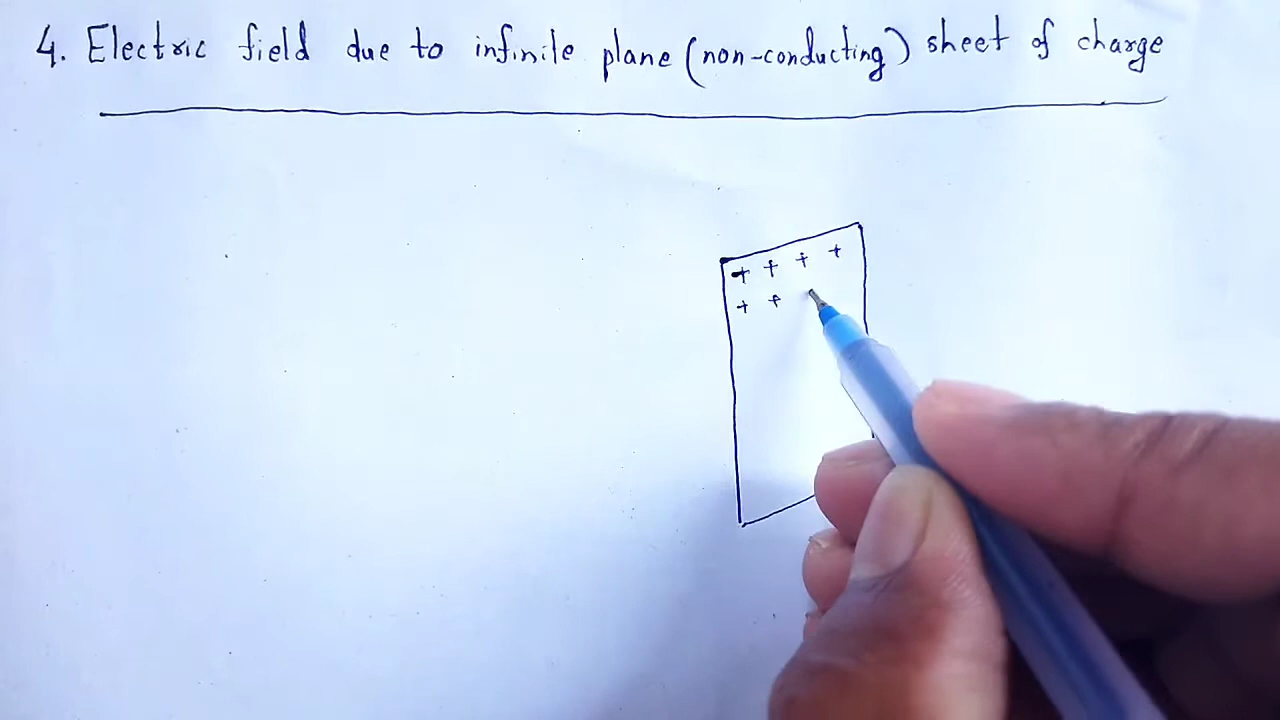 4. Electric field due to infinite plane (non-conducting) sheet of charge
+ + + +
+ +